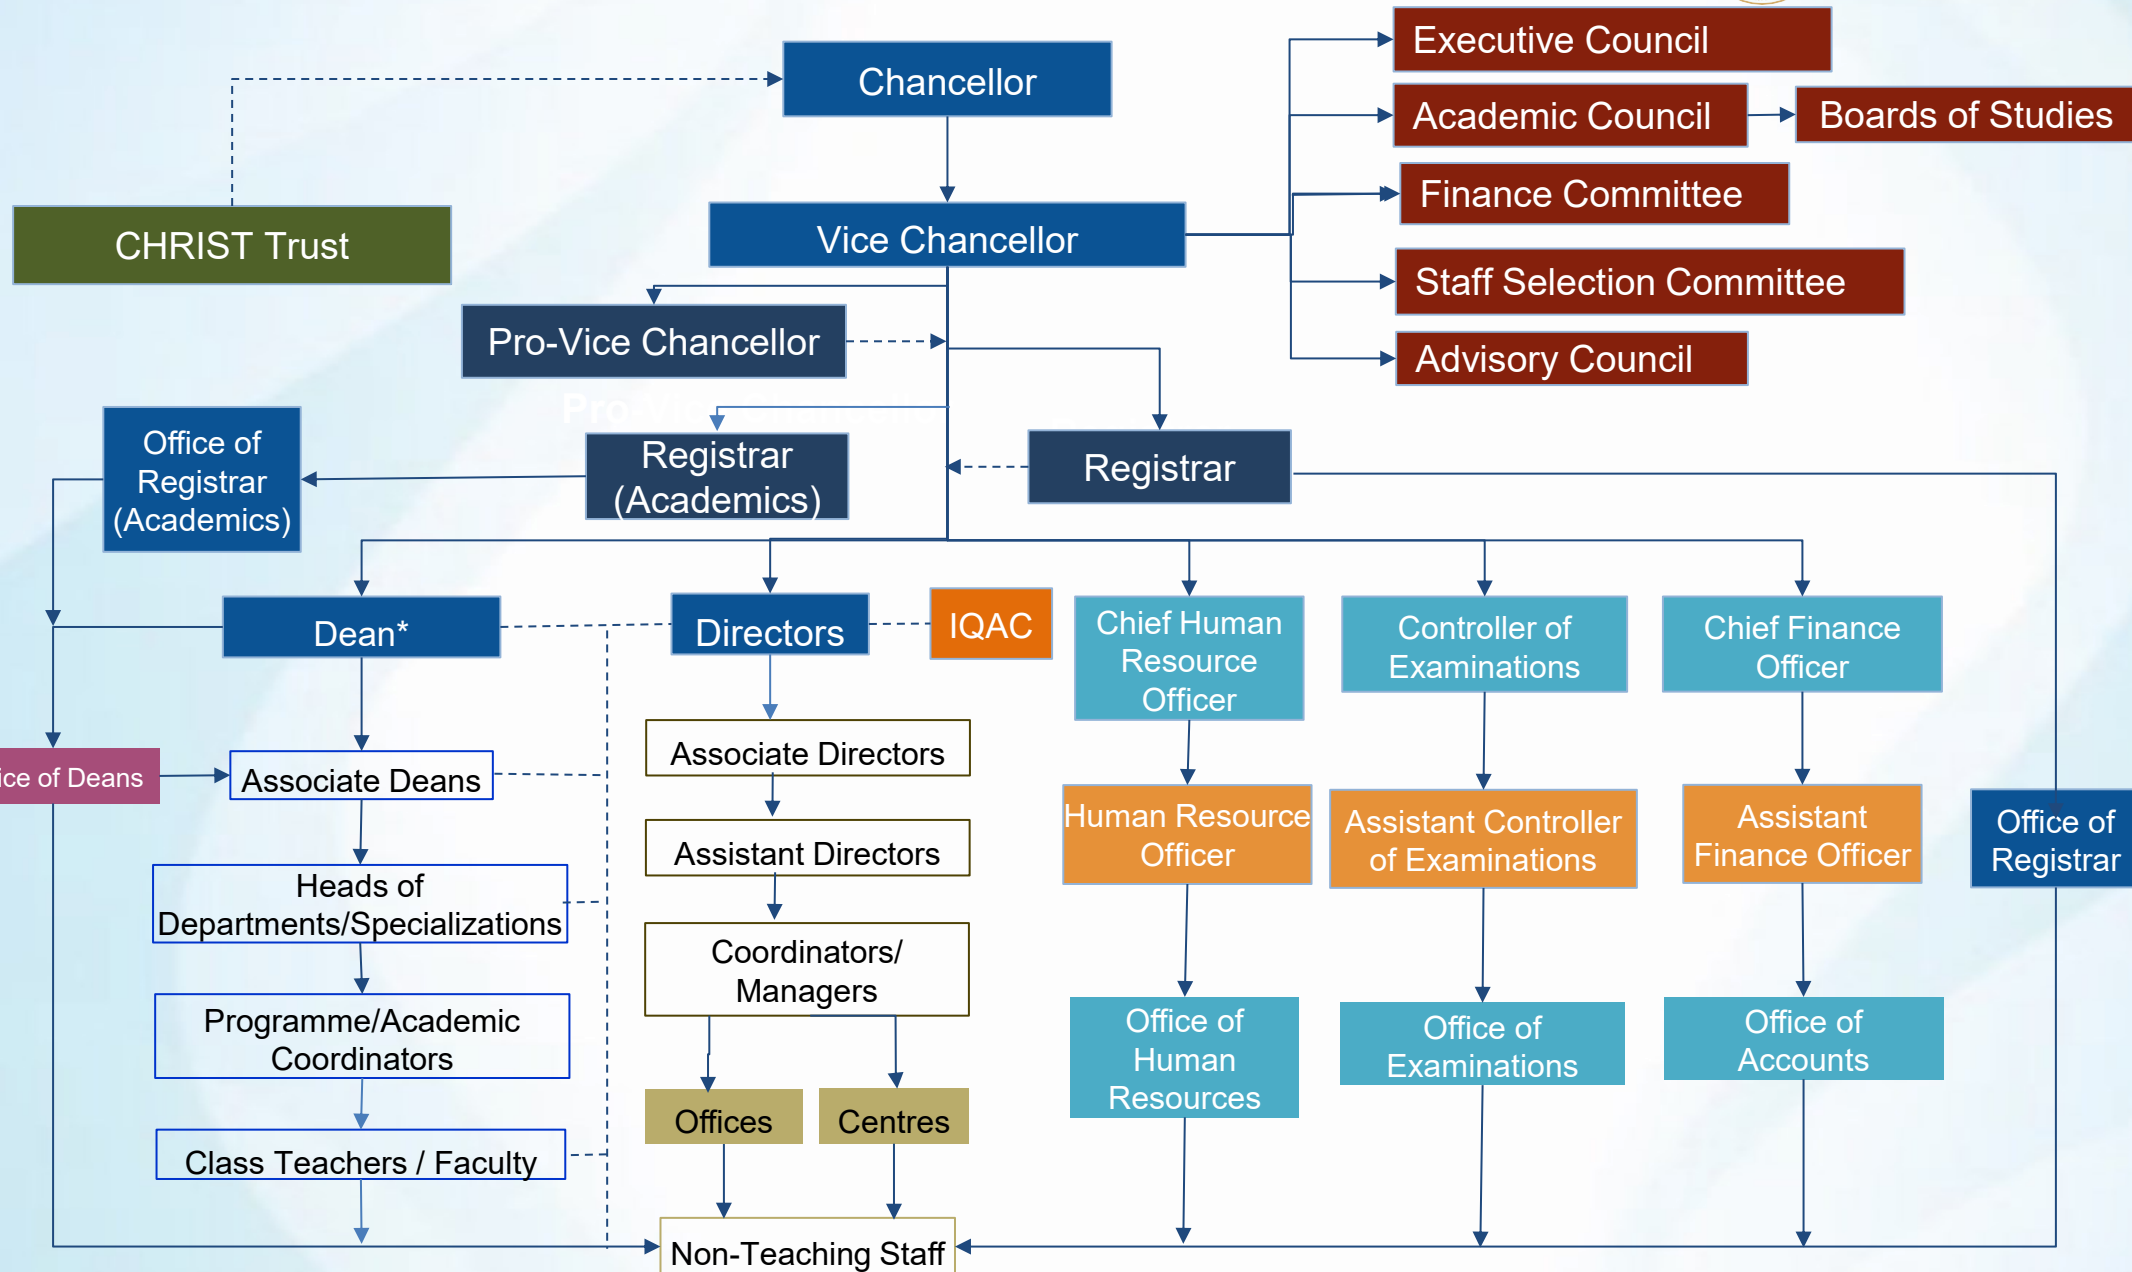 Executive Council
Chancellor
Academic Council
Boards of Studies
Finance Committee
CHRIST Trust
Vice Chancellor
Staff Selection Committee
Pro-Vice Chancellor
Advisory Council
Office of
Registrar
(Academics)
Registrar
(Academics)
Registrar
Dean*
Directors
IQAC
Chief Human
Resource
Officer
Controller of
Examinations
Chief Finance
Officer
of Deans
Associate Deans
Associate Directors
Human Resource
Officer
Assistant Controller
of Examinations
Assistant
Finance Officer
Office of
Registrar
Assistant Directors
Heads of
Departments/Specializations
Coordinators/
Managers
Programme/Academic
Coordinators
Office of
Human
Resources
Office of
Examinations
Office of
Accounts
Offices
Centres
Class Teachers / Faculty
Non-Teaching Staff